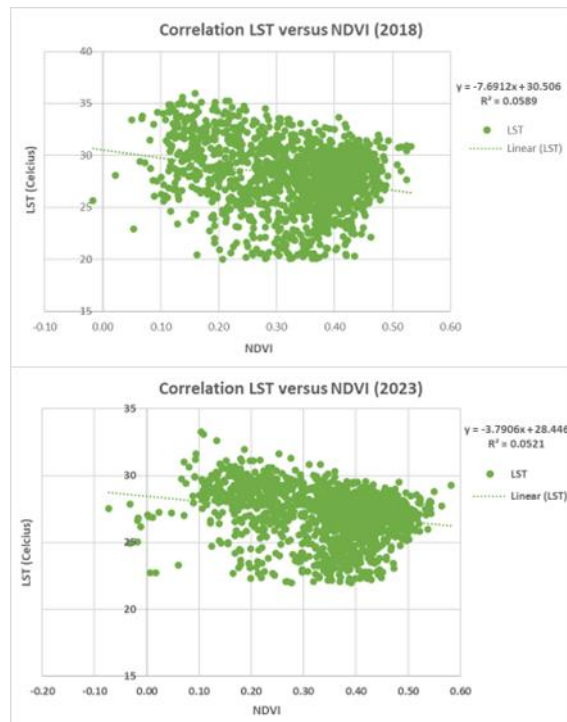 Correlation LST versus NDVI (2018)
40
y = -7.6912x + 30.506
R² = 0.0589
35
LST
30
Linear (LST)
25
20
15
LST (Celcius)
-0.10 0.00 0.10 0.20 0.30 0.40 0.50 0.60
NDVI
Correlation LST versus NDVI (2023)
35
y = -3.7906x + 28.446
R² = 0.0521
30
LST
Linear (LST)
25
20
15
LST (Celcius)
-0.20 -0.10 0.00 0.10 0.20 0.30 0.40 0.50 0.60
NDVI